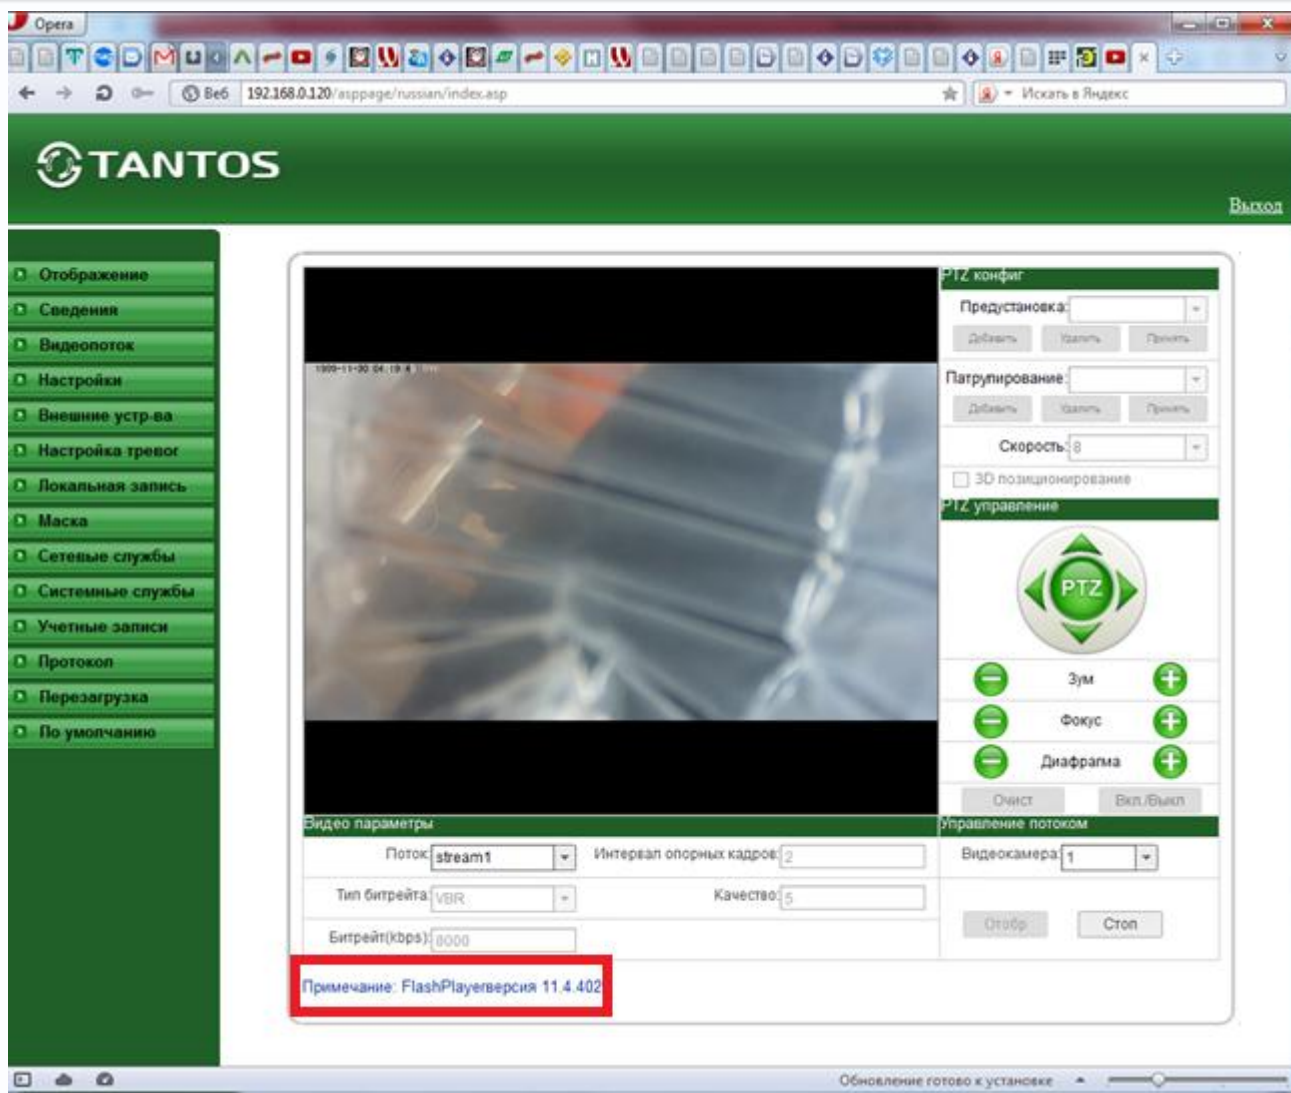 Opera
Веб
192.168.0.120/asppage/russian/index.asp
Искать в Яндекс
TANTOS
Выход
Отображение
Сведения
Видеопоток
Настройки
Внешние устр-ва
Настройка тревог
Локальная запись
Маска
Сетевые службы
Системные службы
Учетные записи
Протокол
Перезагрузка
По умолчанию
PTZ конфиг
Предустановка:
Добавить Удалить Принять
Патрулирование:
Добавить Удалить Принять
Скорость: 8
3D позиционирование
PTZ управление
PTZ
Зум
Фокус
Диафрагма
Очист Вкл./Выкл
Видео параметры
Поток: stream1 Интервал опорных кадров: 2
Тип битрейта: VBR Качество: 5
Битрейт(kbps): 8000
Управление потоком
Видеокамера: 1
Отобр Стоп
Примечание: FlashPlayerверсия 11.4.402
Обновление готово к установке